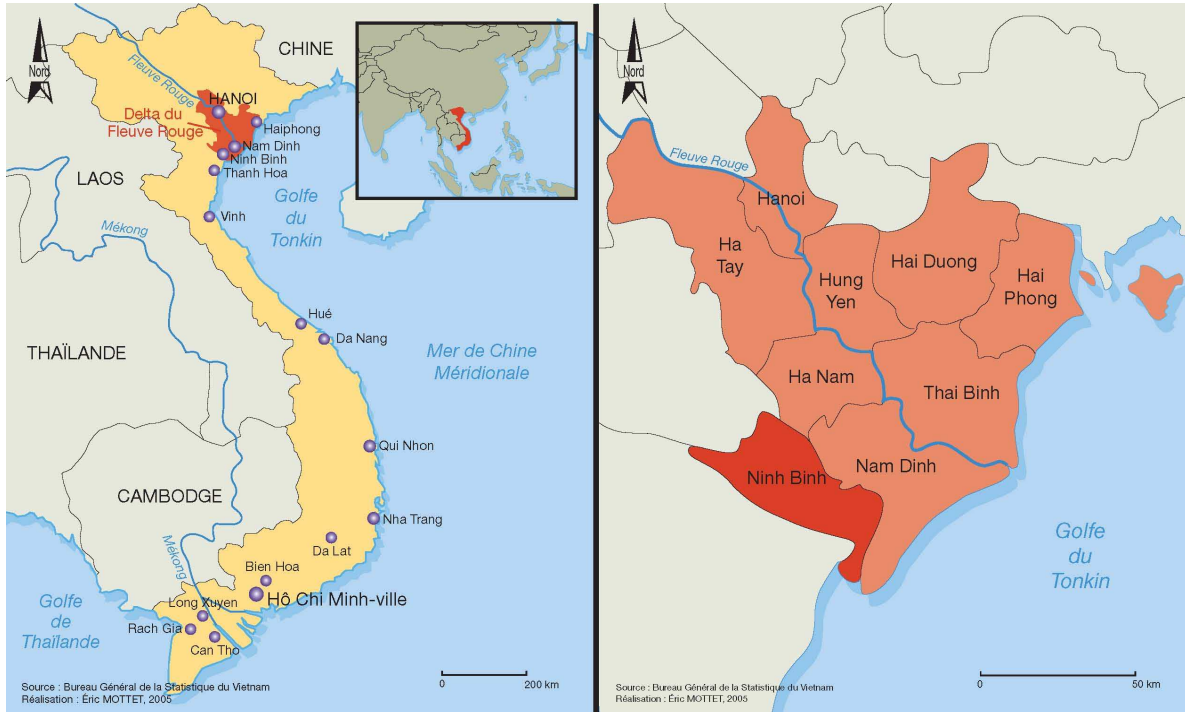 Nord
CHINE
Fleuve Rouge
HANOI
Delta du
Fleuve Rouge
Haiphong
Nam Dinh
Ninh Binh
Thanh Hoa
LAOS
Golfe
du
Tonkin
Vinh
Mékong
Hué
Da Nang
THAÏLANDE
Mer de Chine
Méridionale
Qui Nhon
CAMBODGE
Nha Trang
Da Lat
Mékong
Bien Hoa
Hô Chi Minh-ville
Long Xuyen
Golfe
de
Thaïlande
Rach Gia
Can Tho
Source : Bureau Général de la Statistique du Vietnam
Réalisation : Éric MOTTET, 2005
0 200 km
Nord
Fleuve Rouge
Hanoi
Ha
Tay
Hung
Yen
Hai Duong
Hai
Phong
Ha Nam
Thai Binh
Ninh Binh
Nam Dinh
Golfe
du
Tonkin
Source : Bureau Général de la Statistique du Vietnam
Réalisation : Éric MOTTET, 2005
0 50 km